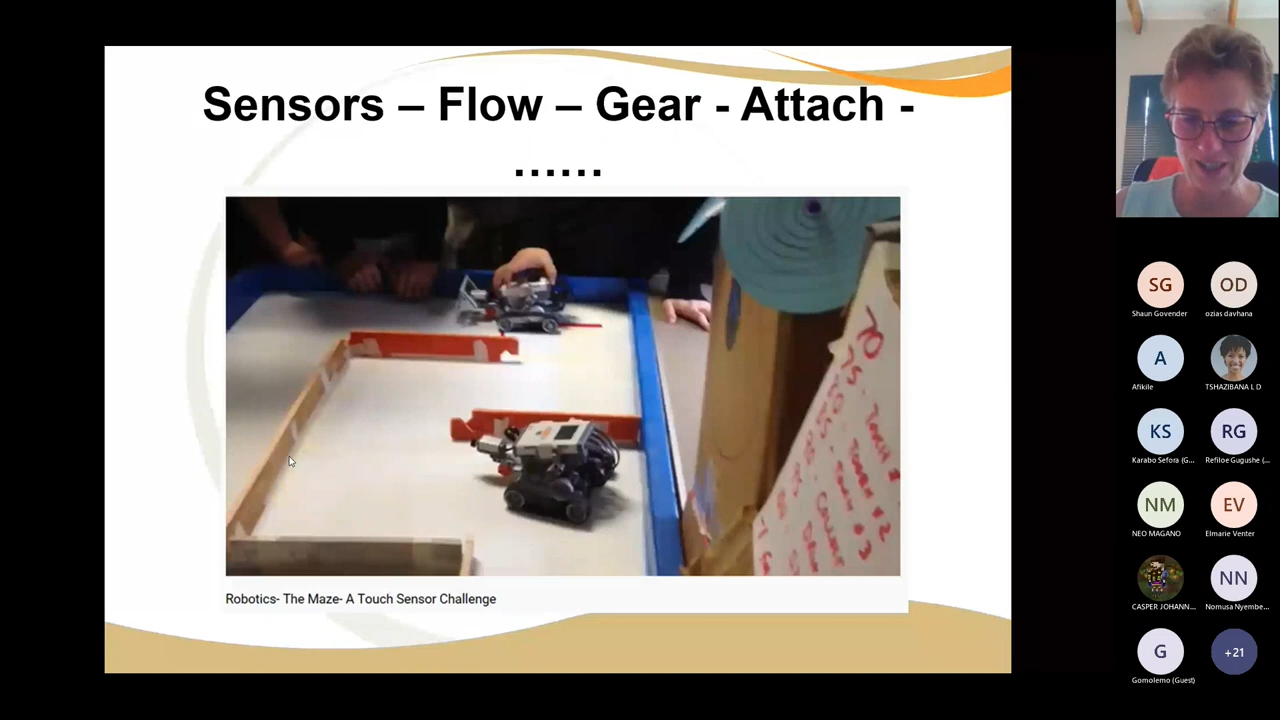 Sensors – Flow – Gear - Attach -
......
70
75
Robotics- The Maze- A Touch Sensor Challenge
SG
OD
Shaun Govender
ozias davhana
A
Afikile
TSHAZIBANA L D
KS
RG
Karabo Sefora (G...
Refiloe Gugushe (...
NM
EV
NEO MAGANO
Elmarie Venter
NN
CASPER JOHANN...
Nomusa Nyembe...
G
+21
Gomolemo (Guest)